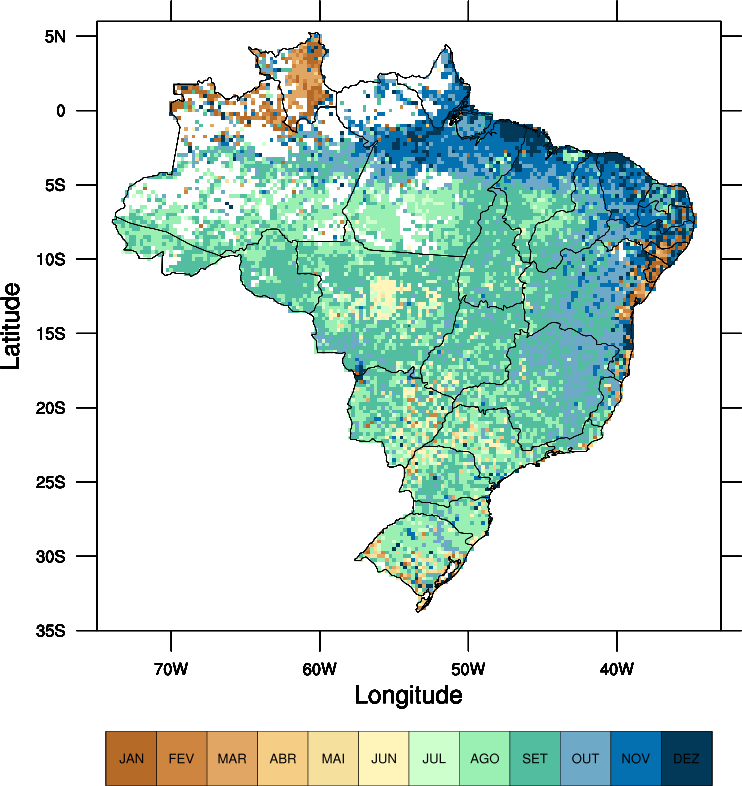 5N
0
5S
10S
15S
20S
25S
30S
35S
Latitude
70W 60W 50W 40W
Longitude
JAN FEV MAR ABR MAI JUN JUL AGO SET OUT NOV DEZ